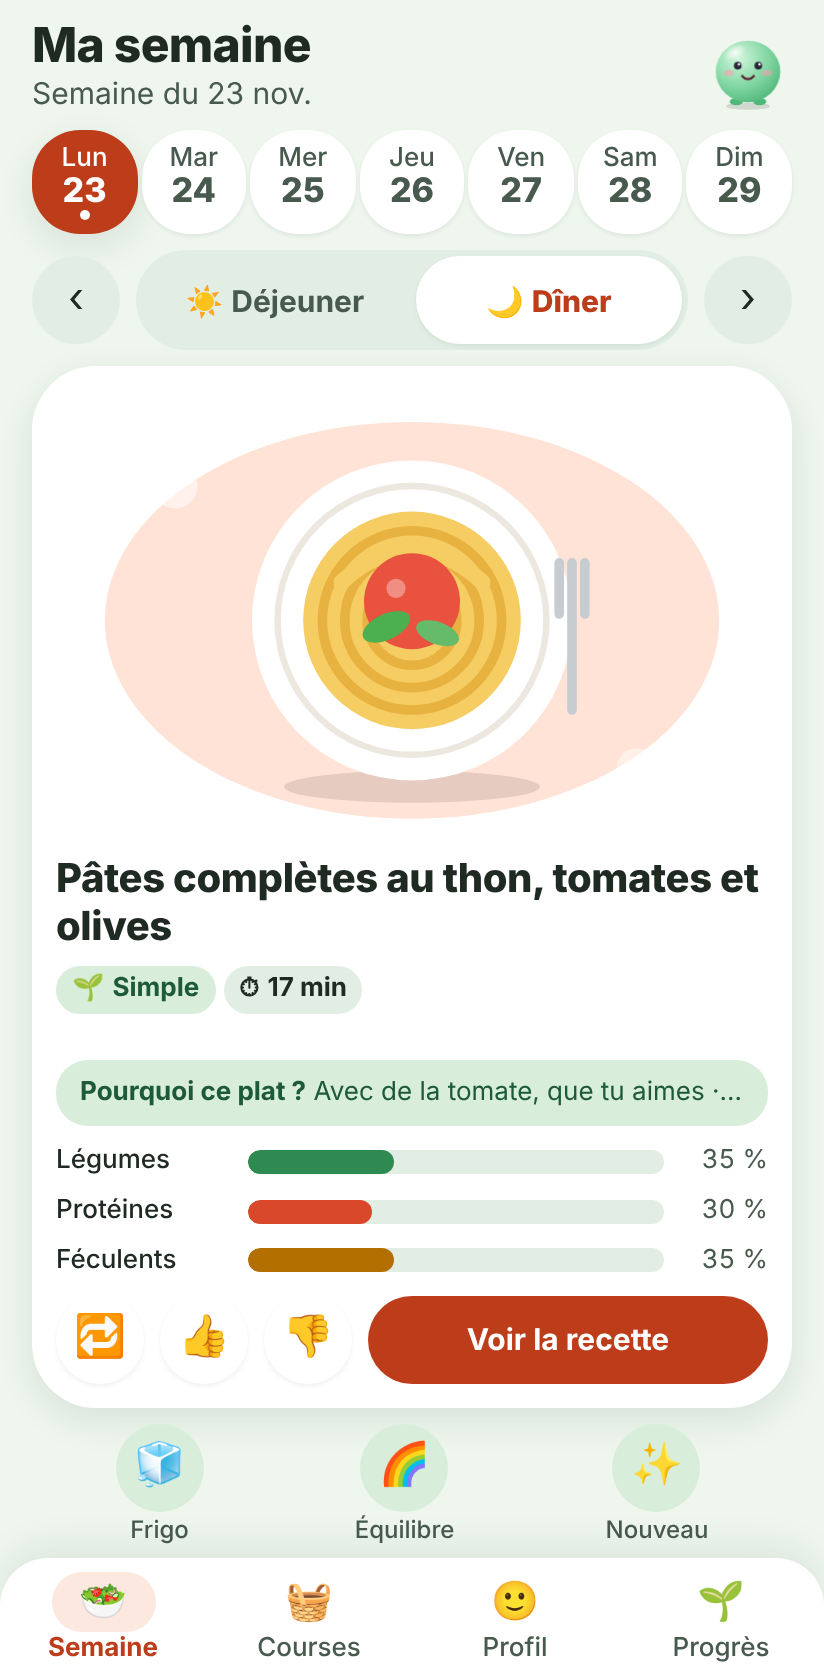 Ma semaine
Semaine du 23 nov.
Lun Mar Mer Jeu Ven Sam Dim
23 24 25 26 27 28 29
‹ ☀️ Déjeuner 🌙 Dîner ›
Pâtes complètes au thon, tomates et
olives
🌱 Simple ⏱ 17 min
Pourquoi ce plat ? Avec de la tomate, que tu aimes ·…
Légumes 35 %
Protéines 30 %
Féculents 35 %
Voir la recette
Frigo Équilibre Nouveau
Semaine Courses Profil Progrès